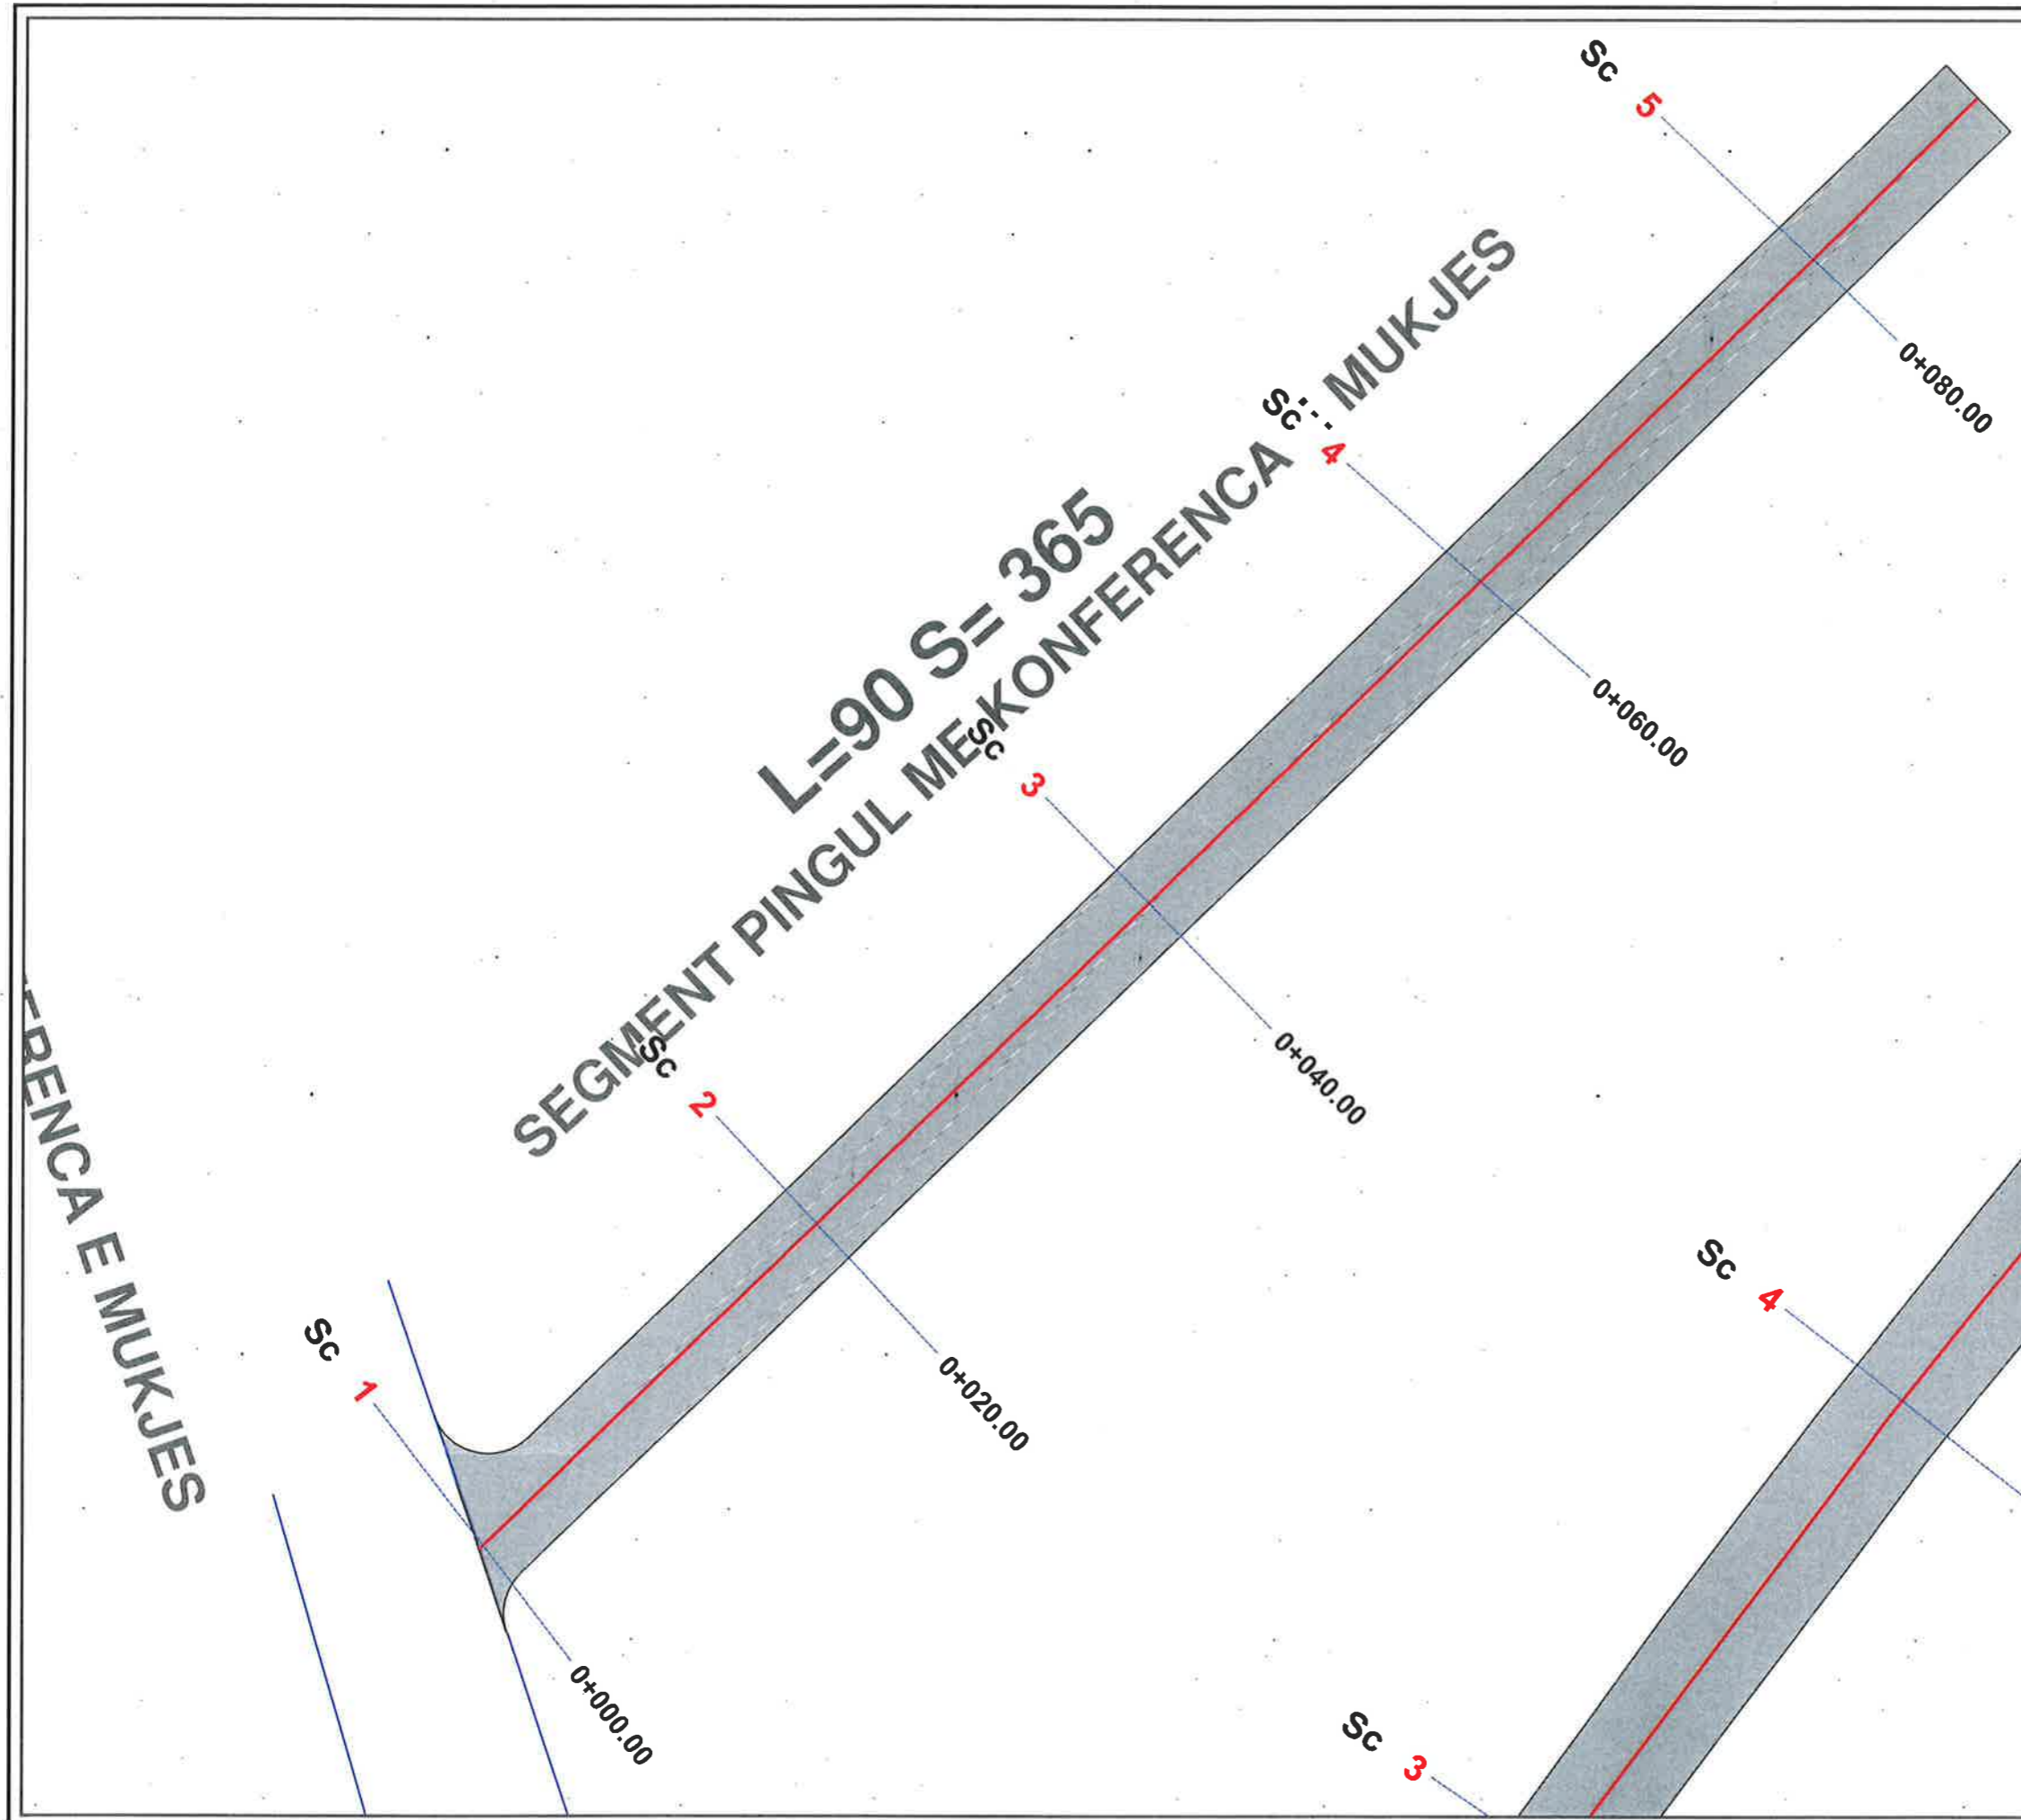 Sc 5
0+080.00
Sc 4
0+060.00
L=90 S= 365
SEGMENT PINGUL ME KONFERENCA MUKJES
Sc 3
0+040.00
Sc 2
0+020.00
Sc 1
0+000.00
ERENCA E MUKJES
Sc 4
Sc 3